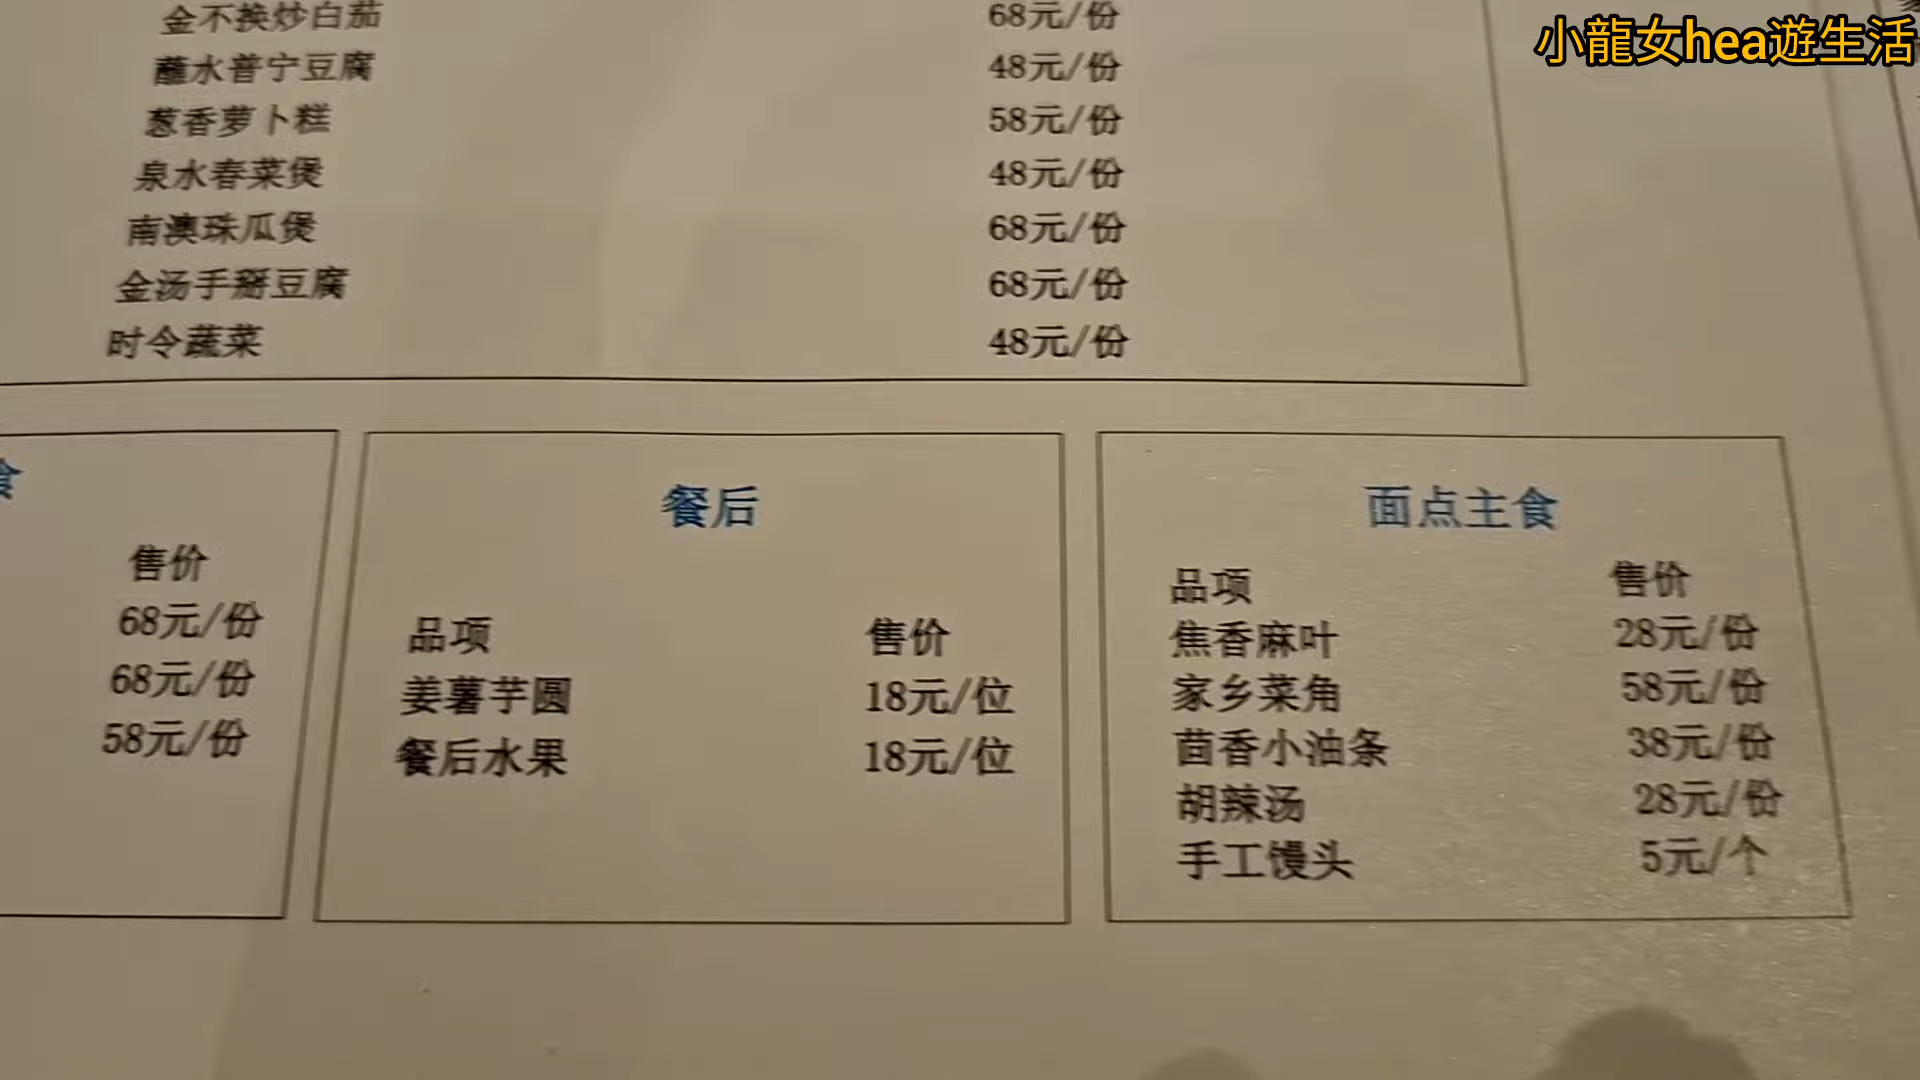 小龍女hea遊生活
金不换炒白茄 68元/份
蘸水普宁豆腐 48元/份
葱香萝卜糕 58元/份
泉水春菜煲 48元/份
南澳珠瓜煲 68元/份
金汤手掰豆腐 68元/份
时令蔬菜 48元/份
食
售价
68元/份
68元/份
58元/份
餐后
品项 售价
姜薯芋圆 18元/位
餐后水果 18元/位
面点主食
品项 售价
焦香麻叶 28元/份
家乡菜角 58元/份
茴香小油条 38元/份
胡辣汤 28元/份
手工馒头 5元/个